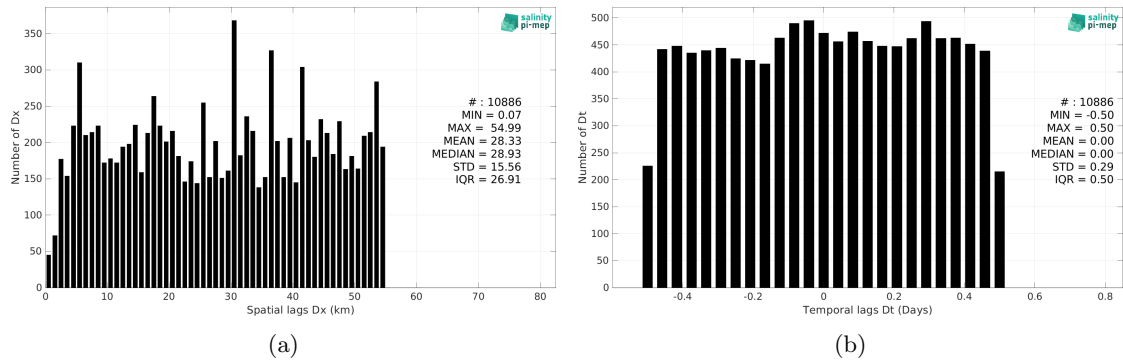 salinity
pi-mep
Number of Dx
350
300
250
200
150
100
50
0
# : 10886
MIN = 0.07
MAX = 54.99
MEAN = 28.33
MEDIAN = 28.93
STD = 15.56
IQR = 26.91
0 10 20 30 40 50 60 70 80
Spatial lags Dx (km)
(a)
salinity
pi-mep
Number of Dt
500
450
400
350
300
250
200
150
100
50
0
# : 10886
MIN = -0.50
MAX = 0.50
MEAN = 0.00
MEDIAN = 0.00
STD = 0.29
IQR = 0.50
-0.4 -0.2 0 0.2 0.4 0.6 0.8
Temporal lags Dt (Days)
(b)